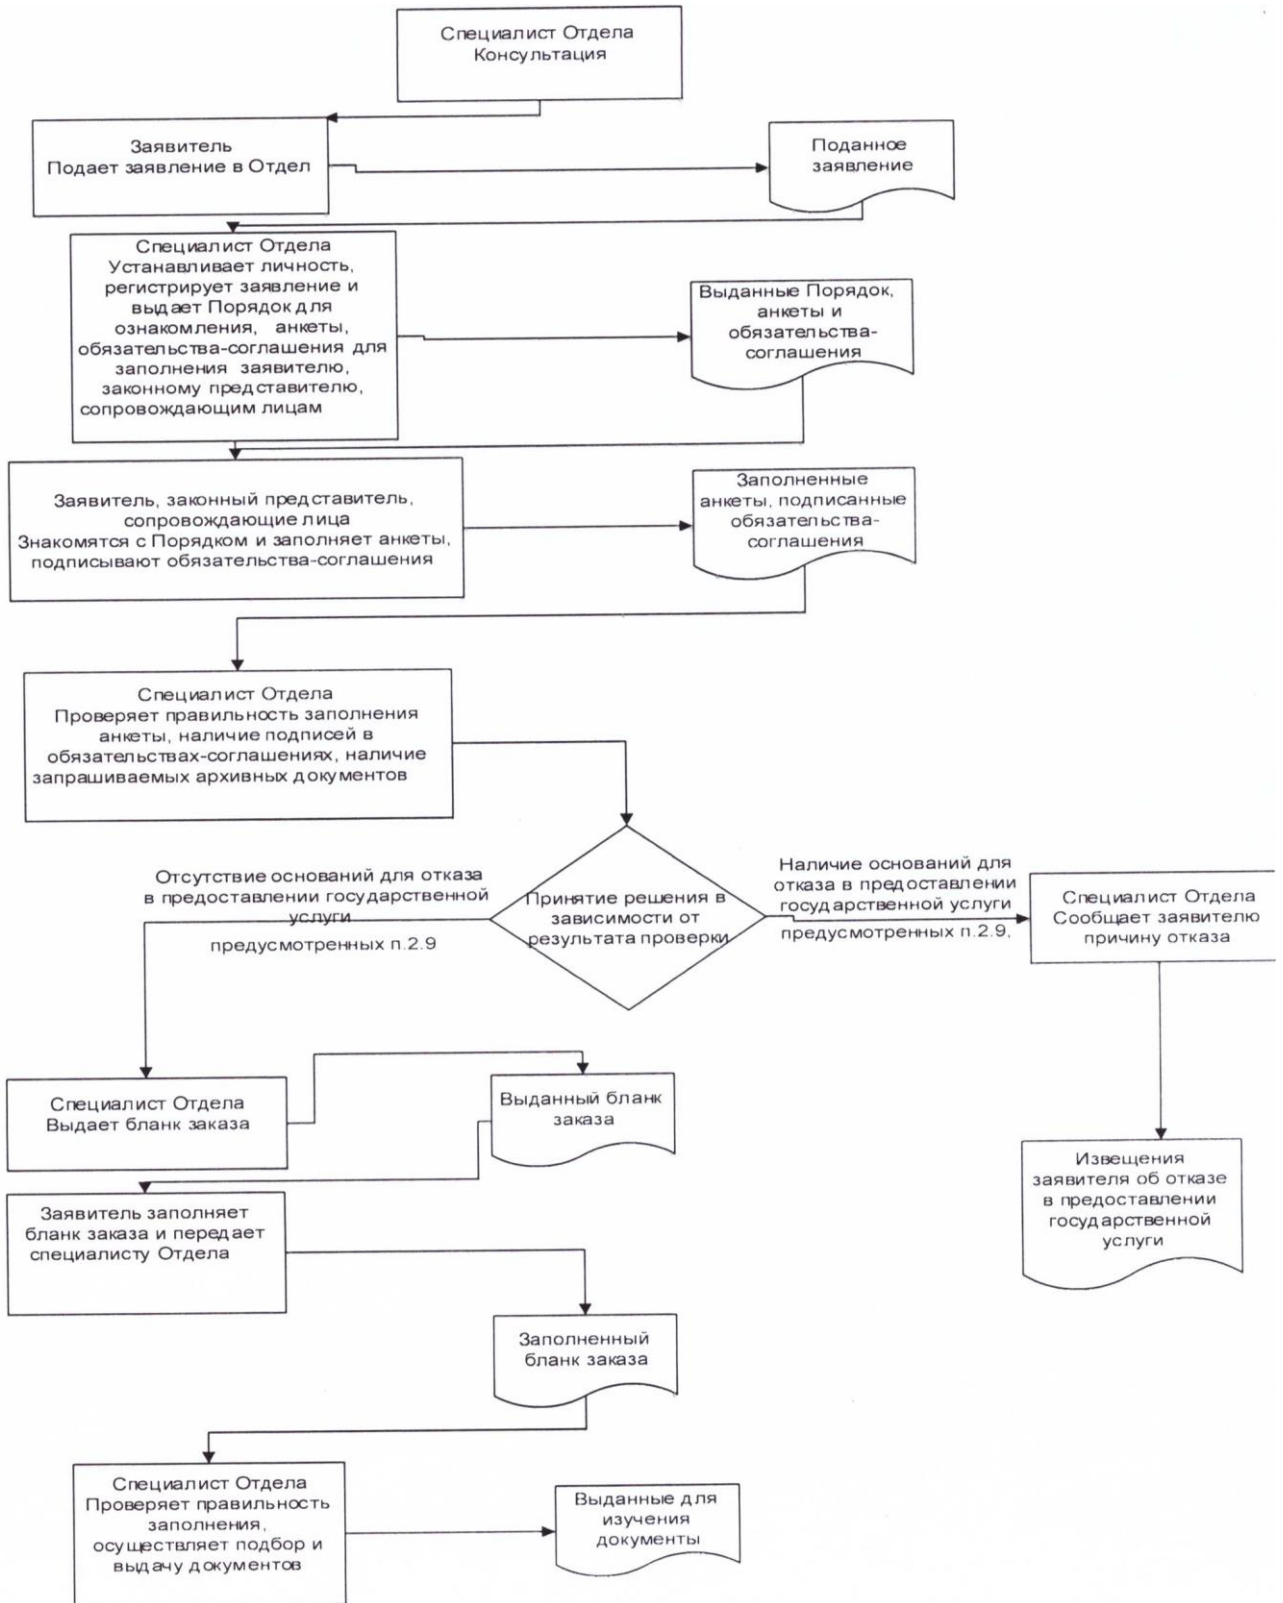 Специалист Отдела
Консультация
Заявитель
Подает заявление в Отдел
Поданное
заявление
Специалист Отдела
Устанавливает личность,
регистрирует заявление и
выдает Порядок для
ознакомления, анкеты,
обязательства-соглашения для
заполнения заявителю,
законному представителю,
сопровождающим лицам
Выданные Порядок,
анкеты и
обязательства-
соглашения
Заявитель, законный представитель,
сопровождающие лица
Знакомятся с Порядком и заполняет анкеты,
подписывают обязательства-соглашения
Заполненные
анкеты, подписанные
обязательства-
соглашения
Специалист Отдела
Проверяет правильность заполнения
анкеты, наличие подписей в
обязательствах-соглашениях, наличие
запрашиваемых архивных документов
Отсутствие оснований для отказа
в предоставлении государственной
услуги
предусмотренных п.2.9
Принятие решения в
зависимости от
результата проверки
Наличие оснований для
отказа в предоставлении
государственной услуги
предусмотренных п.2.9,
Специалист Отдела
Сообщает заявителю
причину отказа
Специалист Отдела
Выдает бланк заказа
Выданный бланк
заказа
Извещения
заявителя об отказе
в предоставлении
государственной
услуги
Заявитель заполняет
бланк заказа и передает
специалисту Отдела
Заполненный
бланк заказа
Специалист Отдела
Проверяет правильность
заполнения,
осуществляет подбор и
выдачу документов
Выданные для
изучения
документы